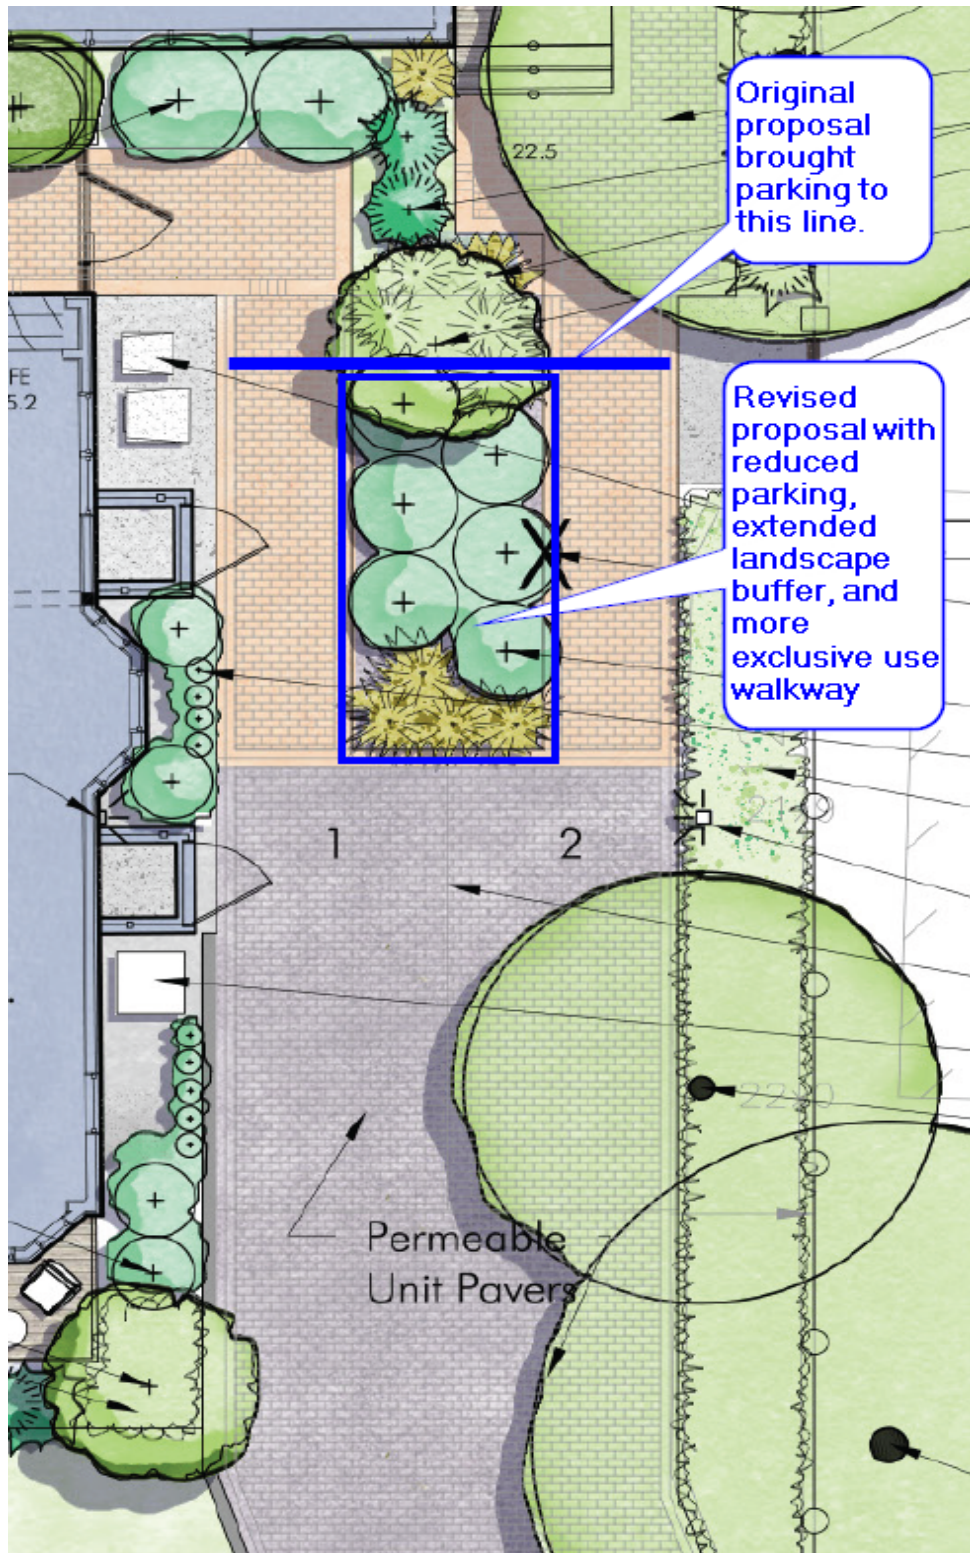 Original
proposal
brought
parking to
this line.
22.5
FE
5.2
Revised
proposal with
reduced
parking,
extended
landscape
buffer, and
more
exclusive use
walkway
1
2
Permeable
Unit Pavers